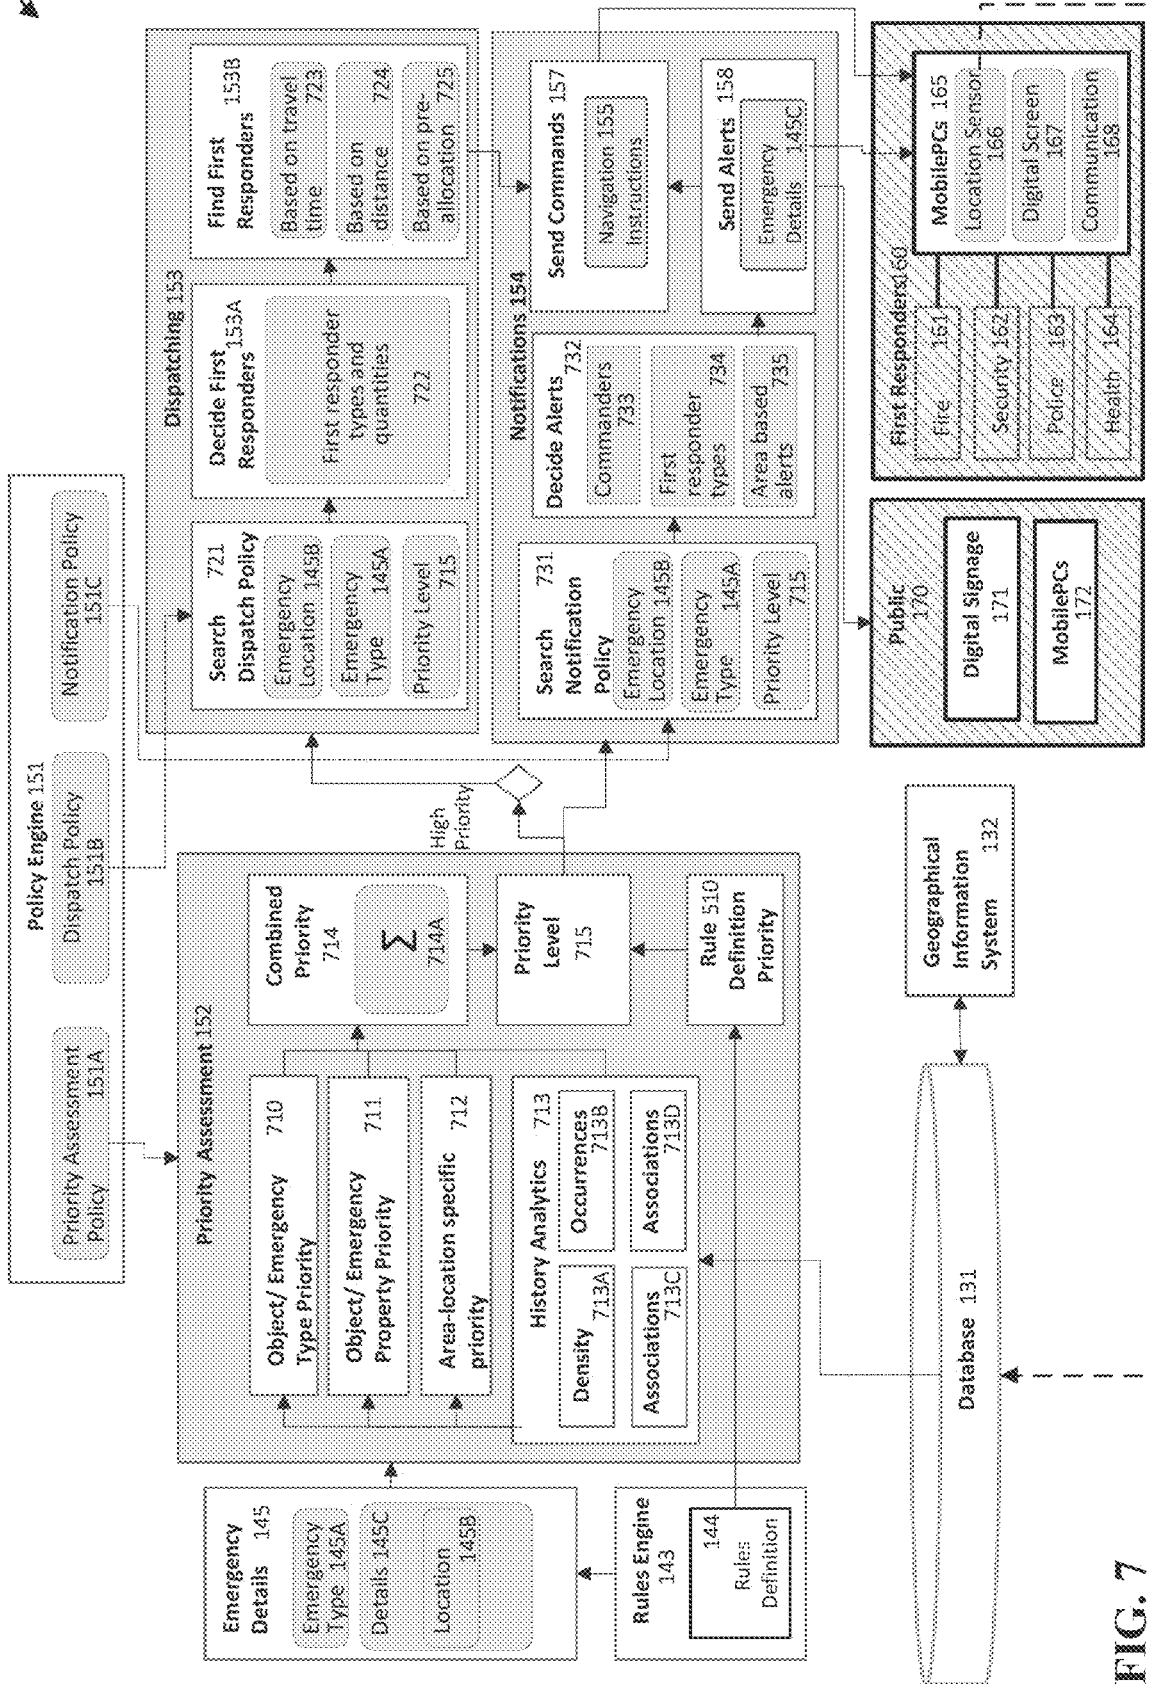 Policy Engine 151
Priority Assessment
Policy 151A
Dispatch Policy
151B
Notification Policy
151C
Emergency
Details 145
Emergency
Type 145A
Details 145C
Location
145B
Rules Engine
143
144
Rules
Definition
Priority Assessment 152
Object/ Emergency
Type Priority 710
Object/ Emergency
Property Priority 711
Area-location specific
priority 712
History Analytics 713
Density
713A
Occurrences
713B
Associations
713C
Associations
713D
Combined
Priority
714
Σ
714A
Priority
Level
715
Rule 510
Definition
Priority
High
Priority
Dispatching 153
Search 721
Dispatch Policy
Emergency
Location 145B
Emergency
Type 145A
Priority Level
715
Decide First
Responders 153A
First responder
types and
quantities
722
Find First
Responders 153B
Based on travel
time 723
Based on
distance 724
Based on pre-
allocation 725
Notifications 154
Search 731
Notification
Policy
Emergency
Location 145B
Emergency
Type 145A
Priority Level
715
Decide Alerts
732
Commanders
733
First
responder
types 734
Area based
alerts 735
Send Commands 157
Navigation 155
Instructions
Send Alerts 158
Emergency
Details 145C
Database 131
Geographical
Information
System 132
Public
170
Digital Signage
171
MobilePCs
172
First Responders160
Fire 161
Security 162
Police 163
Health 164
MobilePCs 165
Location Sensor
166
Digital Screen
167
Communication
168
FIG. 7